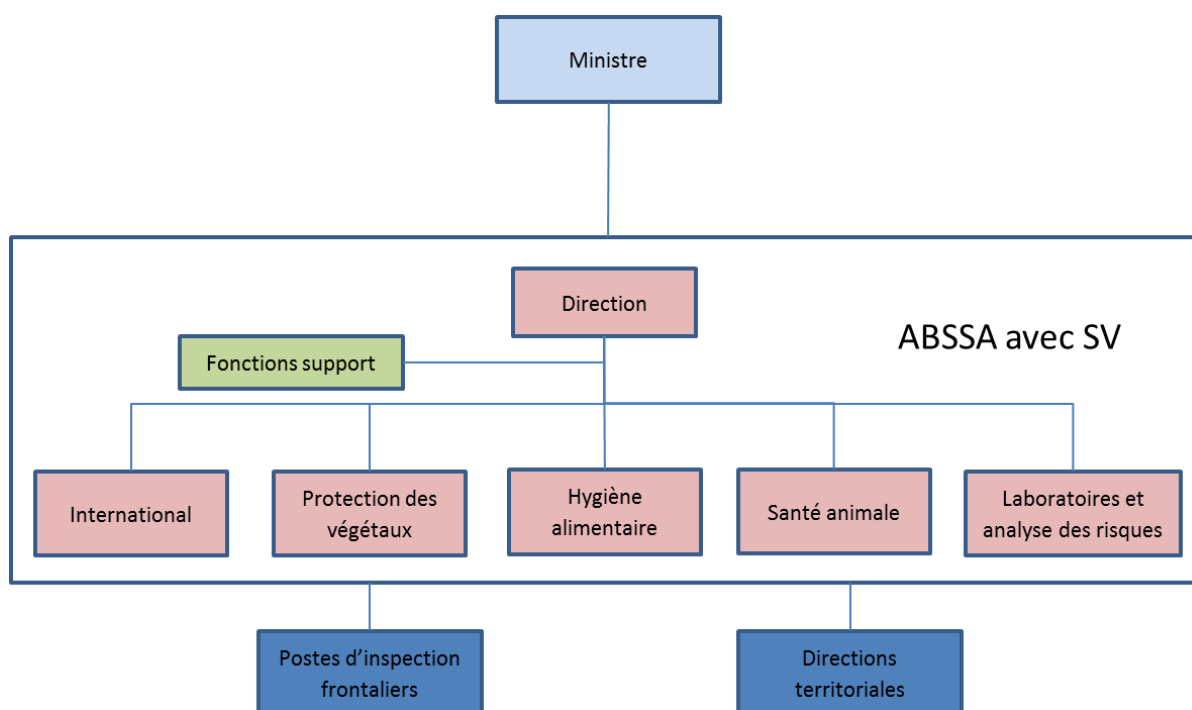 Ministre
Direction
ABSSA avec SV
Fonctions support
International
Protection des
végétaux
Hygiène
alimentaire
Santé animale
Laboratoires et
analyse des risques
Postes d’inspection
frontaliers
Directions
territoriales